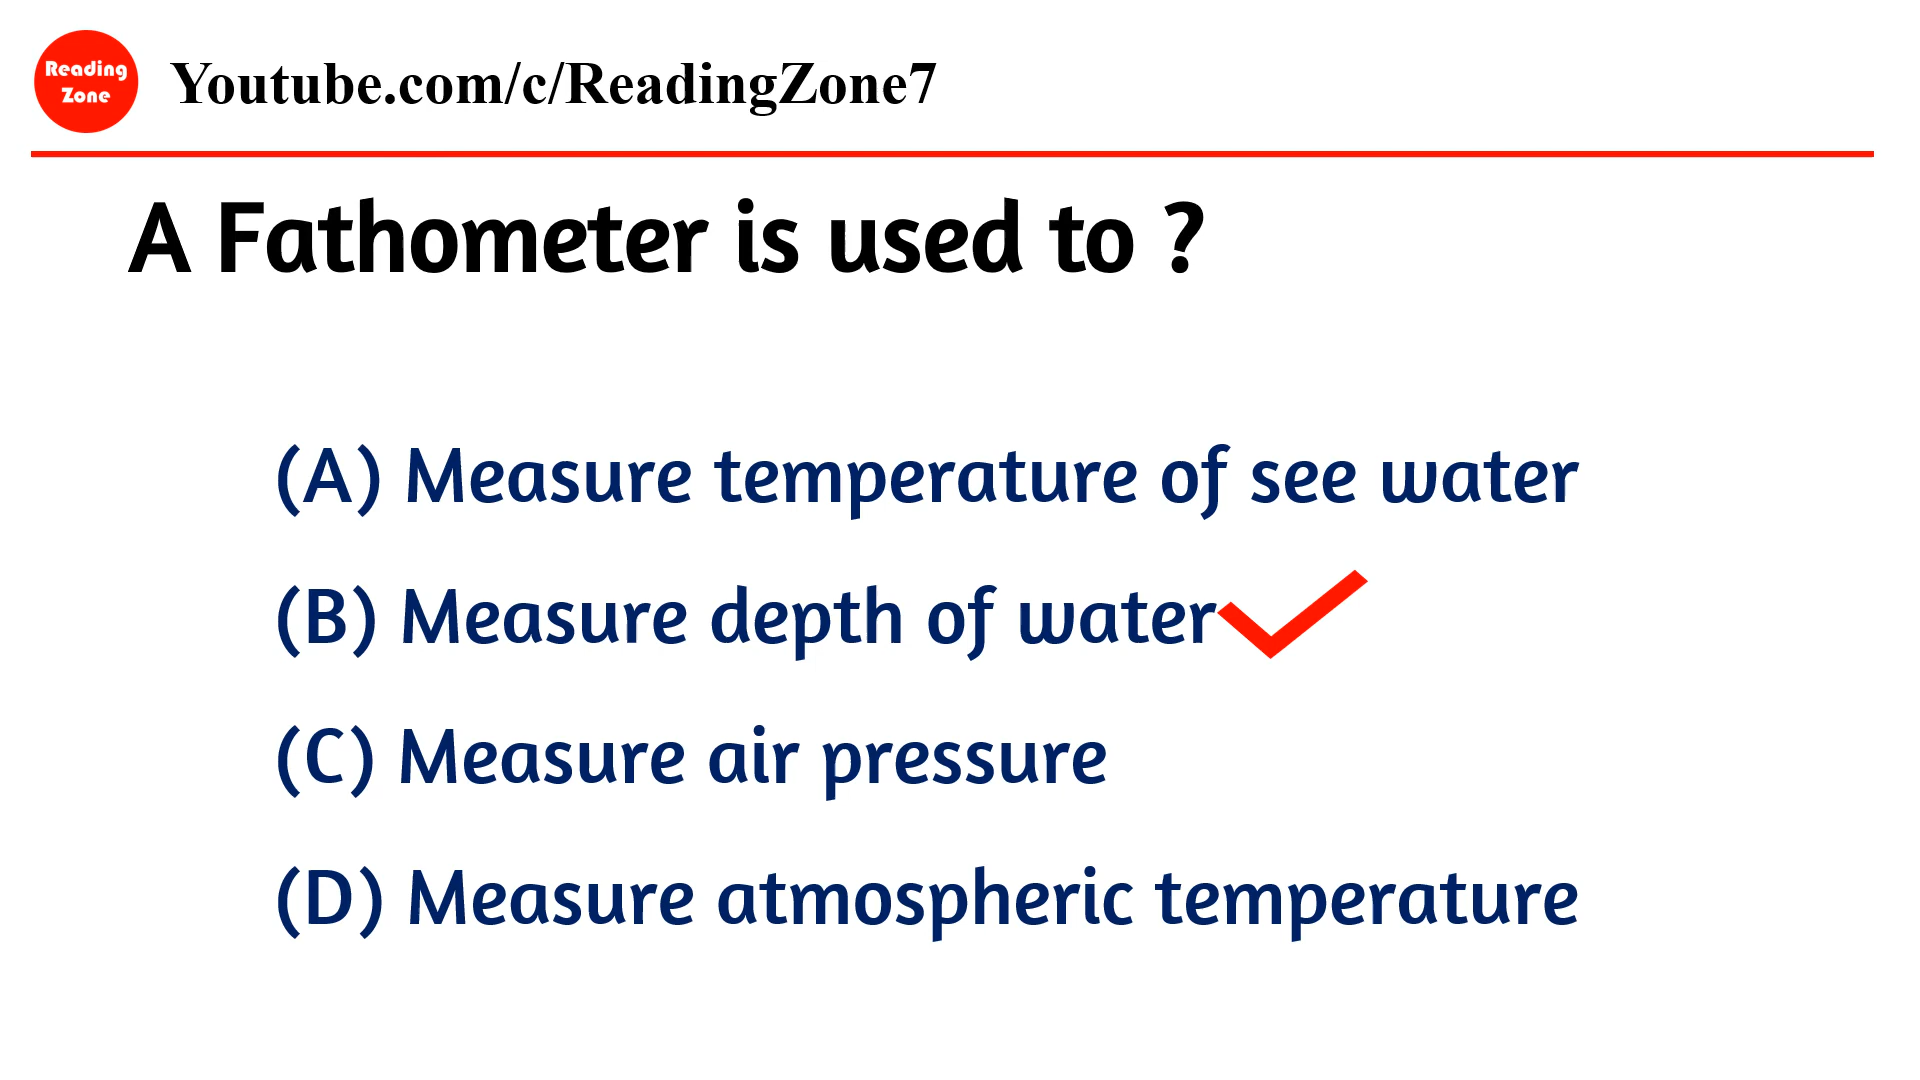 Reading
Zone
Youtube.com/c/ReadingZone7
A Fathometer is used to ?
(A) Measure temperature of see water
(B) Measure depth of water
(C) Measure air pressure
(D) Measure atmospheric temperature